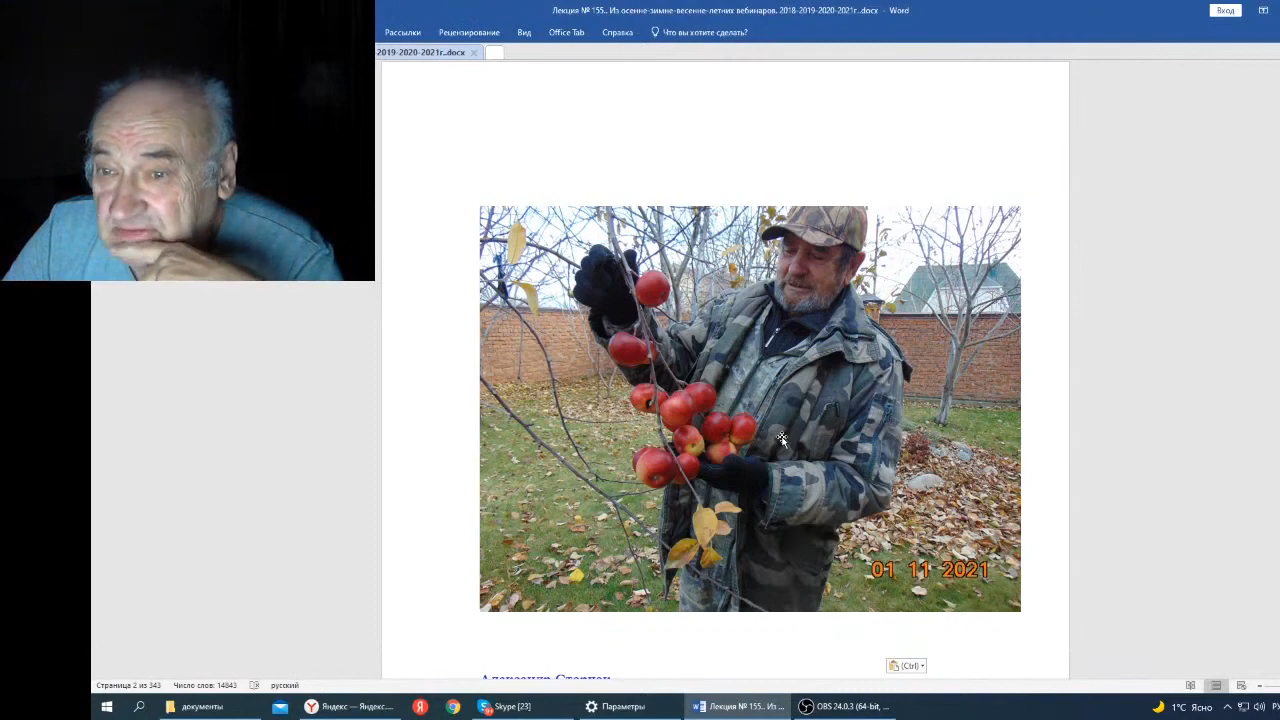 Лекция № 155.. Из осенне-зимне-весенне-летних вебинаров. 2018-2019-2020-2021г..docx - Word
Вход
Рассылки Рецензирование Вид Office Tab Справка Что вы хотите сделать?
2019-2020-2021г..docx
01 11 2021
(Ctrl)
Страница 2 из 343 Число слов: 14843 русский
документы Яндекс — Яндекс.... Skype [23] Параметры Лекция № 155.. Из ... OBS 24.0.3 (64-bit, ... 1°C Ясно